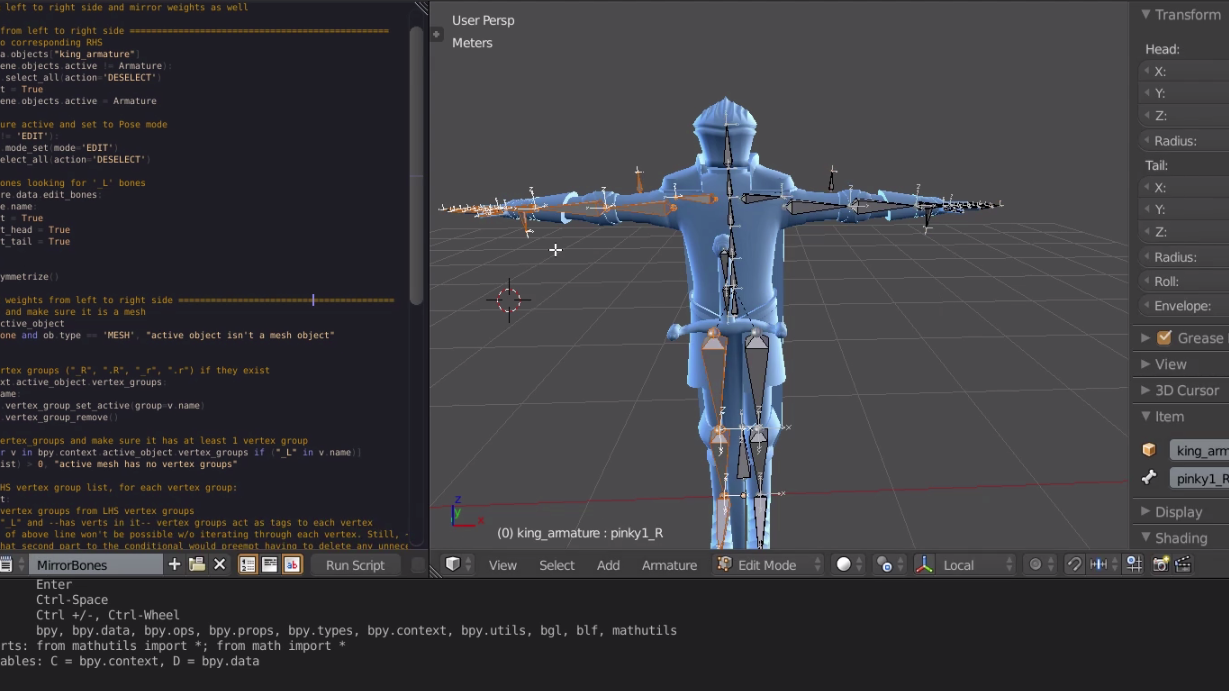 left to right side and mirror weights as well
from left to right side
o corresponding RHS
a objects["king_armature"]
ene.objects.active != Armature):
.select_all(action='DESELECT')
t = True
ene objects active = Armature
ure active and set to Pose mode
!= 'EDIT'):
.mode_set(mode='EDIT')
elect_all(action='DESELECT')
ones looking for '_L' bones
re data edit_bones:
e name:
t = True
t_head = True
t_tail = True
ymmetrize()
weights from left to right side
and make sure it is a mesh
ctive_object
one and ob type == 'MESH', "active object isn't a mesh object"
rtex groups ("_R", ".R", "_r", ".r") if they exist
xt active_object vertex_groups
ame:
vertex_group_set_active(group=v name)
vertex_group_remove()
ertex_groups and make sure it has at least 1 vertex group
r v in bpy context active_object vertex_groups if ("_L" in v name)]
ist) > 0, "active mesh has no vertex groups"
HS vertex group list, for each vertex group:
vertex groups from LHS vertex groups
"_L" and --has verts in it-- vertex groups act as tags to each vertex
of above line won't be possible w/o iterating through each vertex. Still, -
hat second part to the conditional would preempt having to delete any unnec
MirrorBones
Run Script
User Persp
Meters
z
y
x
(0) king_armature : pinky1_R
View
Select
Add
Armature
Edit Mode
Local
Transform
Head:
X:
Y:
Z:
Radius:
Tail:
X:
Y:
Z:
Radius:
Roll:
Envelope:
Grease
View
3D Cursor
Item
king_arm
pinky1_R
Display
Shading
Enter
Ctrl-Space
Ctrl +/-, Ctrl-Wheel
bpy, bpy.data, bpy.ops, bpy.props, bpy.types, bpy.context, bpy.utils, bgl, blf, mathutils
rts: from mathutils import *; from math import *
ables: C = bpy.context, D = bpy.data